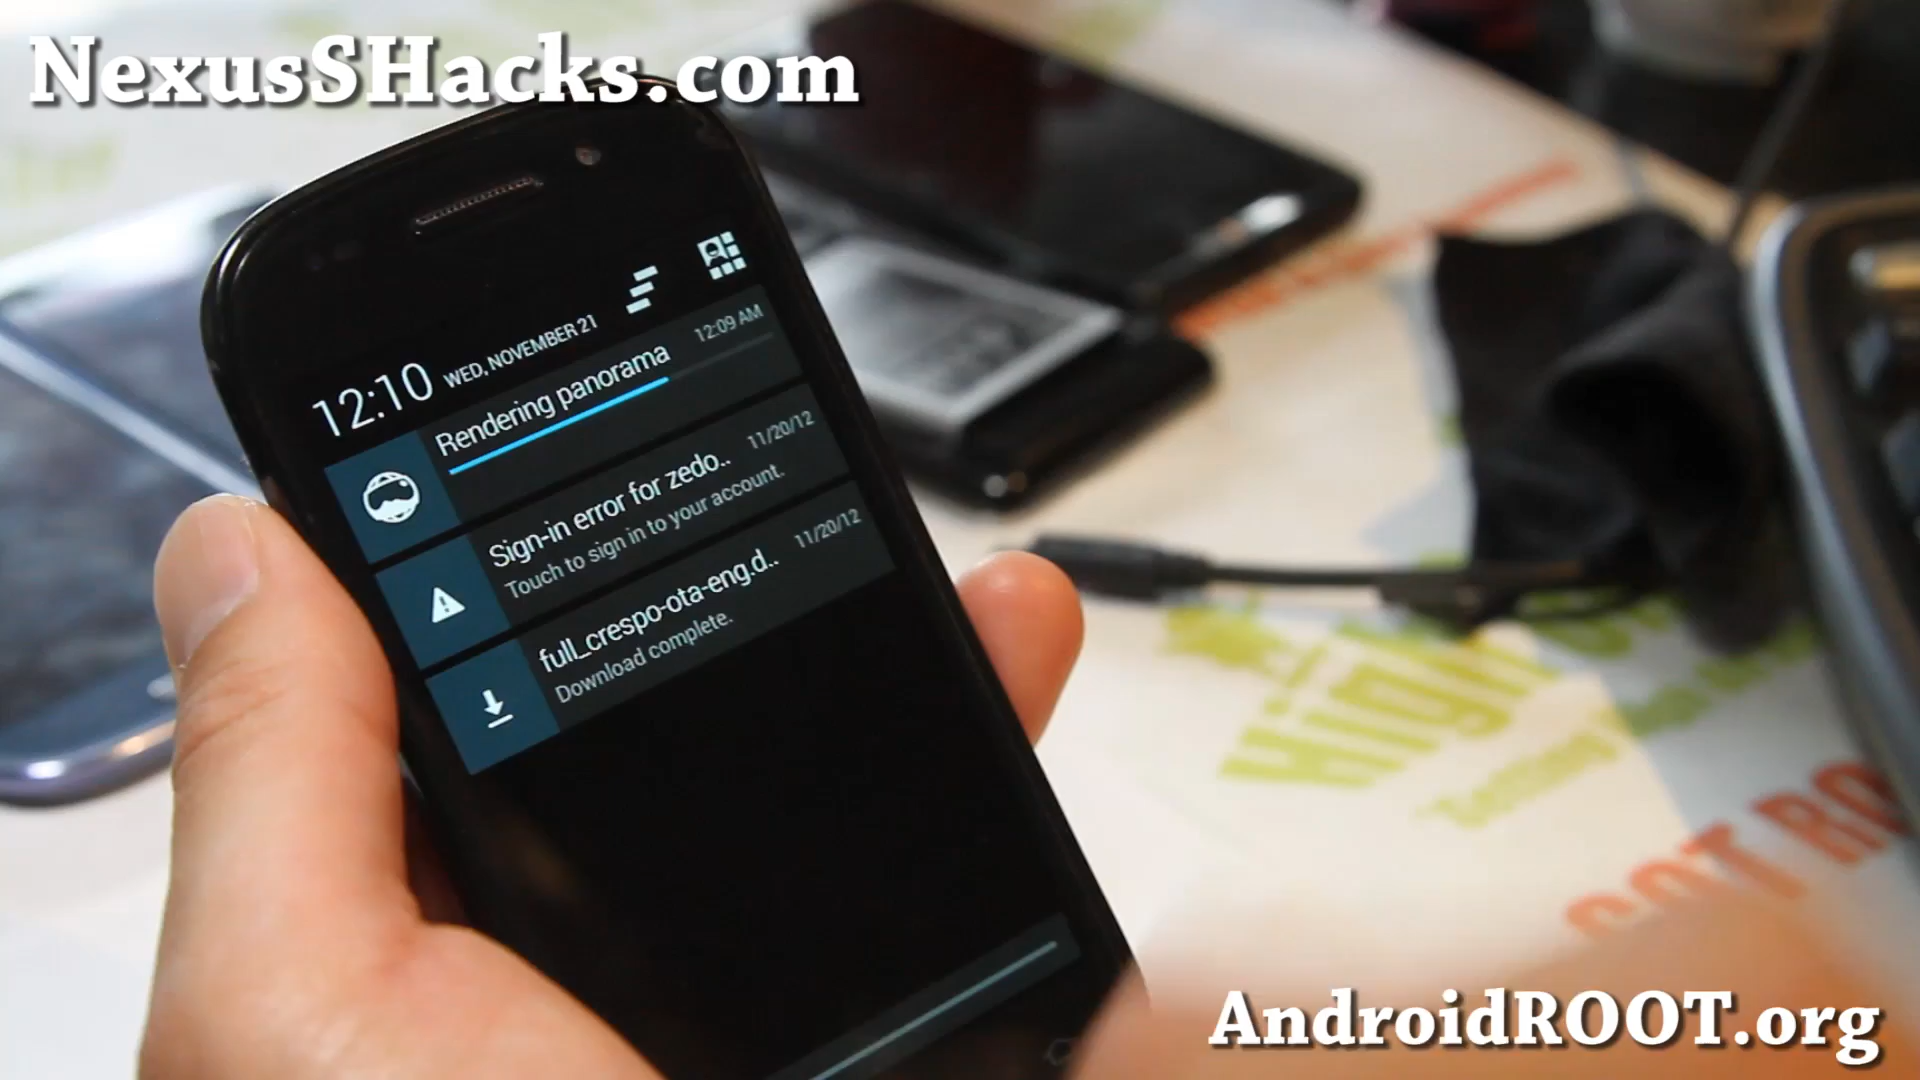 NexusSHacks.com
12:10 WED, NOVEMBER 21
Rendering panorama 12:09 AM
Sign-in error for zedo.. 11/20/12
Touch to sign in to your account.
full_crespo-ota-eng.d.. 11/20/12
Download complete.
High
AndroidROOT.org